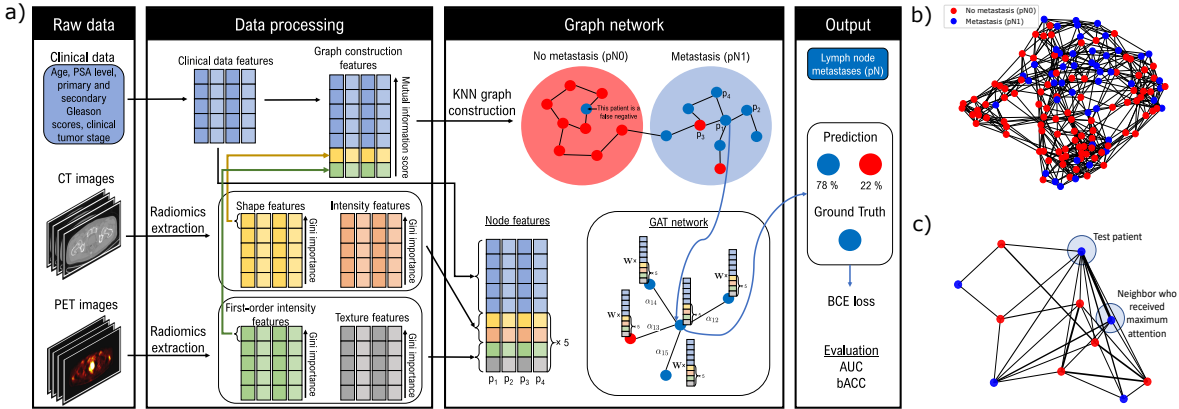 a)
Raw data
Clinical data
Age, PSA level,
primary and
secondary
Gleason
scores, clinical
tumor stage
CT images
PET images
Data processing
Clinical data features
Graph construction
features
Mutual information score
Radiomics
extraction
Shape features
Gini importance
Intensity features
Gini importance
Radiomics
extraction
First-order intensity
features
Gini importance
Texture features
Gini importance
Graph network
KNN graph
construction
No metastasis (pN0)
This patient is a
false negative
Metastasis (pN1)
p4
p2
p3
p1
Node features
× 5
p1 p2 p3 p4
GAT network
W×
× 5
W×
× 5
W×
× 5
W×
× 5
α14
α12
α13
α15
Output
Lymph node
metastases (pN)
Prediction
78 % 22 %
Ground Truth
BCE loss
Evaluation
AUC
bACC
b)
No metastasis (pN0)
Metastasis (pN1)
c)
Test patient
Neighbor who
received
maximum
attention